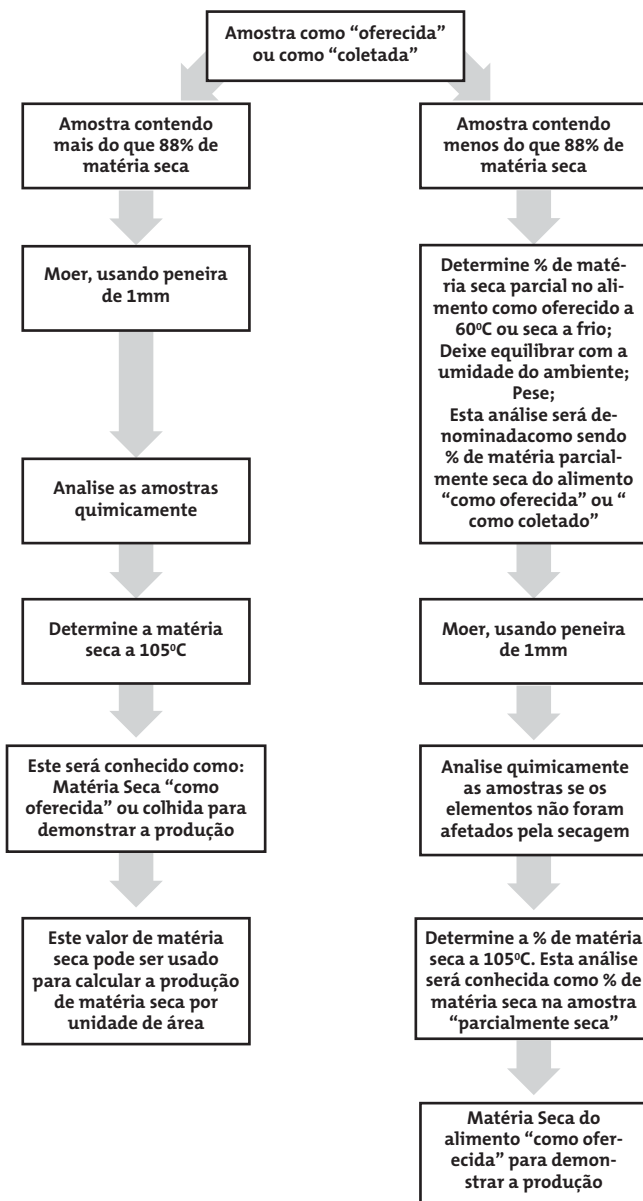 Amostra como “oferecida”
ou como “coletada”
Amostra contendo
mais do que 88% de
matéria seca
Moer, usando peneira
de 1mm
Analise as amostras
quimicamente
Determine a matéria
seca a 105ºC
Este será conhecido como:
Matéria Seca “como
oferecida” ou colhida para
demonstrar a produção
Este valor de matéria
seca pode ser usado
para calcular a produção
de matéria seca por
unidade de área
Amostra contendo
menos do que 88% de
matéria seca
Determine % de maté-
ria seca parcial no ali-
mento como oferecido a
60ºC ou seca a frio;
Deixe equilibrar com a
umidade do ambiente;
Pese;
Esta análise será de-
nominadacomo sendo
% de matéria parcial-
mente seca do alimento
“como oferecida” ou “
como coletado”
Moer, usando peneira
de 1mm
Analise quimicamente
as amostras se os
elementos não foram
afetados pela secagem
Determine a % de matéria
seca a 105ºC. Esta análise
será conhecida como % de
matéria seca na amostra
“parcialmente seca”
Matéria Seca do
alimento “como ofer-
ecida” para demon-
strar a produção